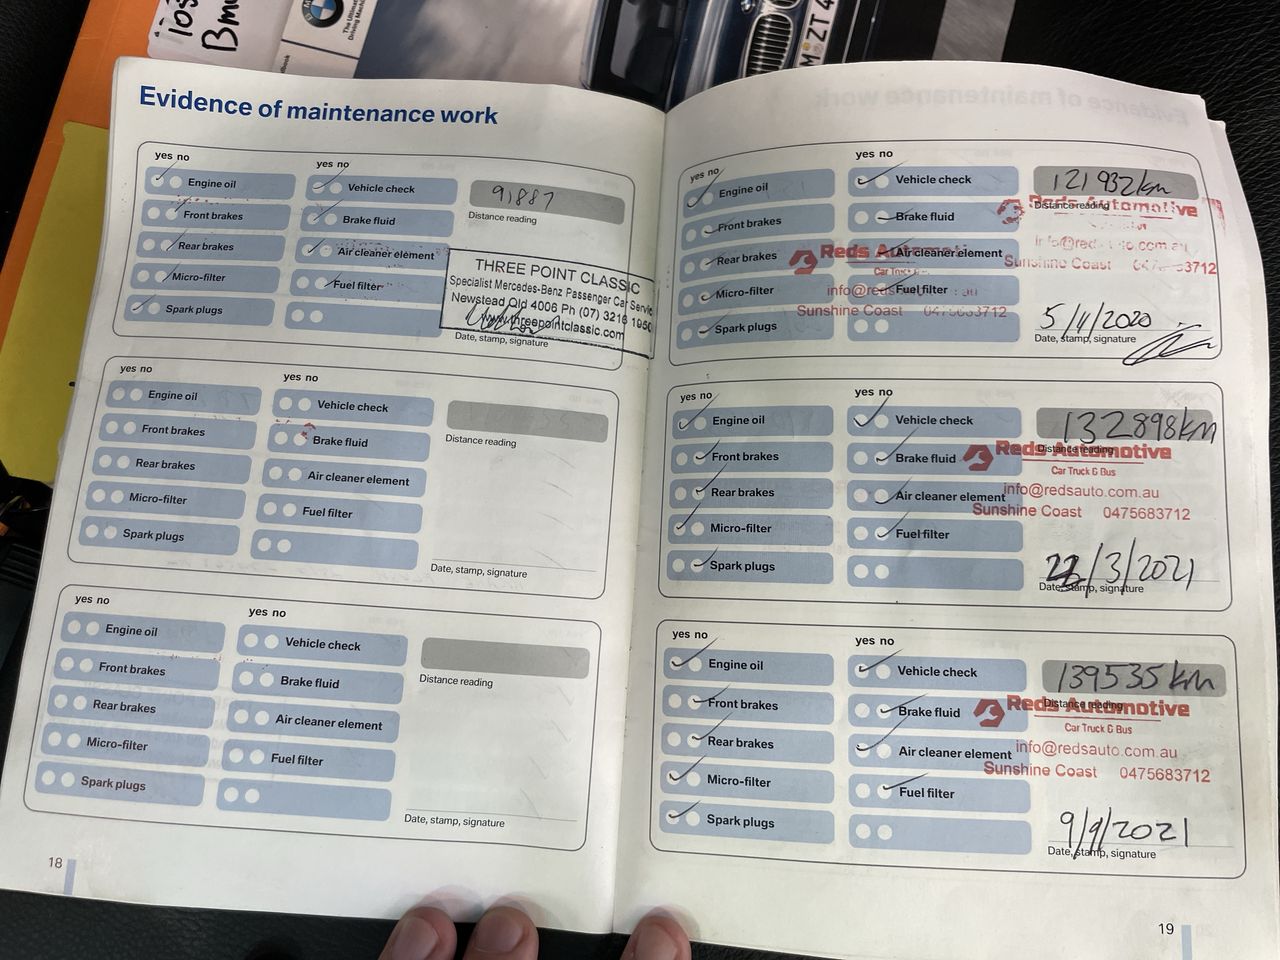 103
Bmw
BMW
The Ultimate
Driving Machine
M ZT 4
Evidence of maintenance work
yes no
Engine oil
Front brakes
Rear brakes
Micro-filter
Spark plugs
yes no
Vehicle check
Brake fluid
Air cleaner element
Fuel filter
91887
Distance reading
THREE POINT CLASSIC
Specialist Mercedes-Benz Passenger Car Service
Newstead Qld 4006 Ph (07) 3216 1950
www.threepointclassic.com
Date, stamp, signature
yes no
Engine oil
Front brakes
Rear brakes
Micro-filter
Spark plugs
yes no
Vehicle check
Brake fluid
Air cleaner element
Fuel filter
Distance reading
Date, stamp, signature
yes no
Engine oil
Front brakes
Rear brakes
Micro-filter
Spark plugs
yes no
Vehicle check
Brake fluid
Air cleaner element
Fuel filter
Distance reading
Date, stamp, signature
18
yes no
Engine oil
Front brakes
Rear brakes
Micro-filter
Spark plugs
yes no
Vehicle check
Brake fluid
Air cleaner element
Fuel filter
121 932km
Distance reading
Reds Automotive
Sunshine Coast
Reds Automotive
Sunshine Coast
Date, stamp, signature
yes no
Engine oil
Front brakes
Rear brakes
Micro-filter
Spark plugs
yes no
Vehicle check
Brake fluid
Air cleaner element
Fuel filter
132898km
Distance reading
Reds Automotive
Car Truck & Bus
info@redsauto.com.au
Sunshine Coast 0475683712
22/3/2021
Date, stamp, signature
yes no
Engine oil
Front brakes
Rear brakes
Micro-filter
Spark plugs
yes no
Vehicle check
Brake fluid
Air cleaner element
Fuel filter
139535km
Distance reading
Reds Automotive
Car Truck & Bus
info@redsauto.com.au
Sunshine Coast 0475683712
9/9/2021
Date, stamp, signature
19